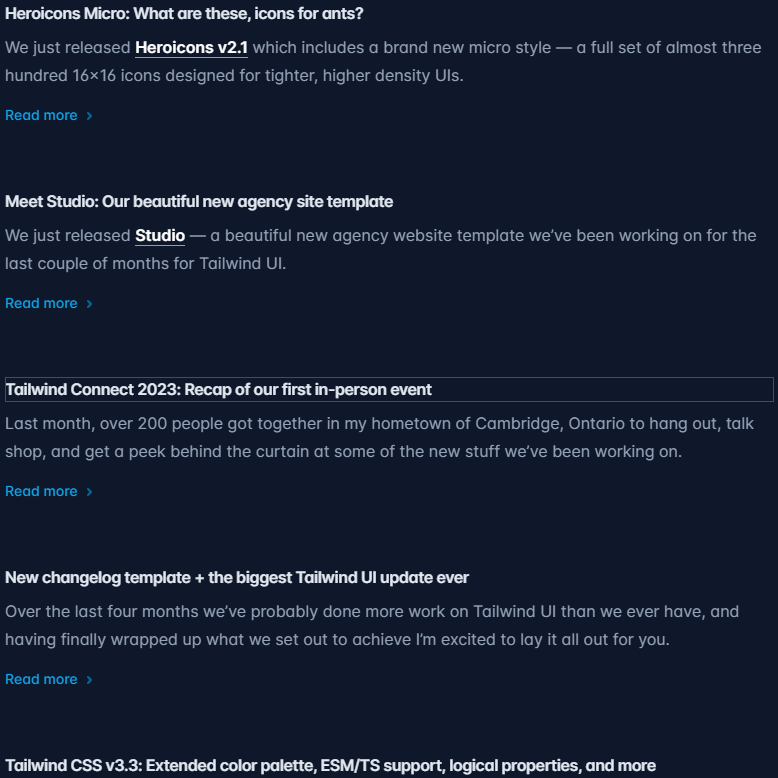 Heroicons Micro: What are these, icons for ants?
We just released Heroicons v2.1 which includes a brand new micro style — a full set of almost three
hundred 16×16 icons designed for tighter, higher density UIs.
Read more
Meet Studio: Our beautiful new agency site template
We just released Studio — a beautiful new agency website template we’ve been working on for the
last couple of months for Tailwind UI.
Read more
Tailwind Connect 2023: Recap of our first in-person event
Last month, over 200 people got together in my hometown of Cambridge, Ontario to hang out, talk
shop, and get a peek behind the curtain at some of the new stuff we’ve been working on.
Read more
New changelog template + the biggest Tailwind UI update ever
Over the last four months we’ve probably done more work on Tailwind UI than we ever have, and
having finally wrapped up what we set out to achieve I’m excited to lay it all out for you.
Read more
Tailwind CSS v3.3: Extended color palette, ESM/TS support, logical properties, and more